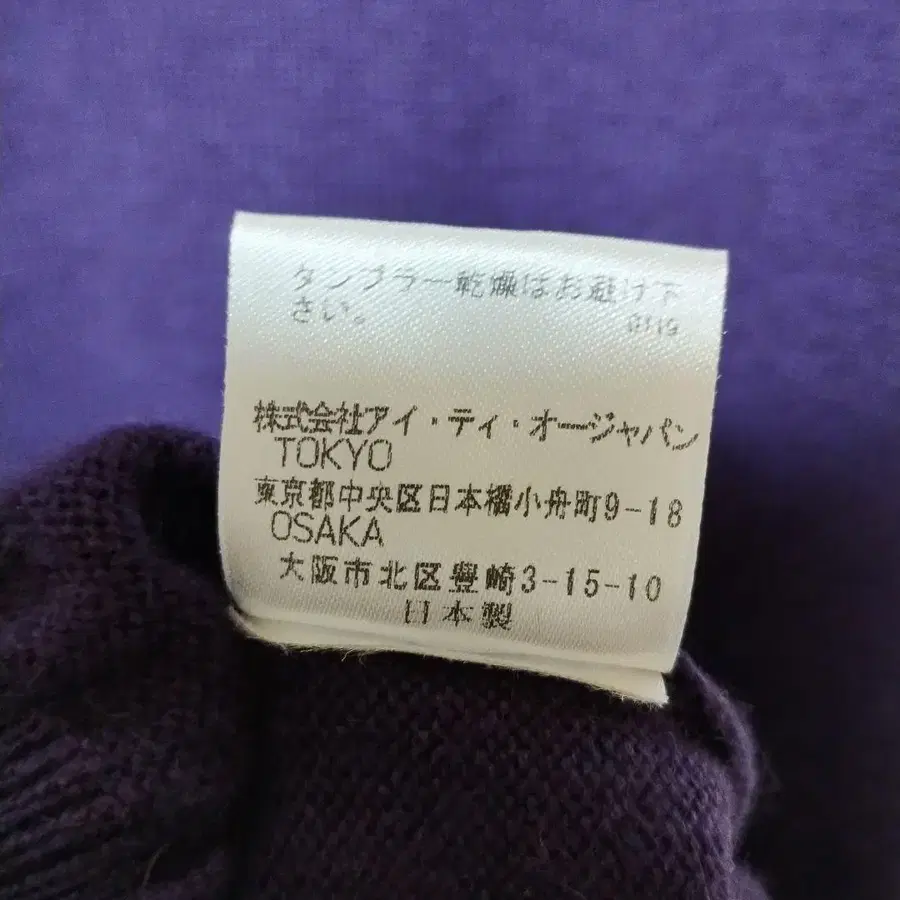 タンブラー乾燥はお避け下
さい。
株式会社アイ・ティ・オージャパン
TOKYO
東京都中央区日本橋小舟町9-18
OSAKA
大阪市北区豊崎3-15-10
日本製